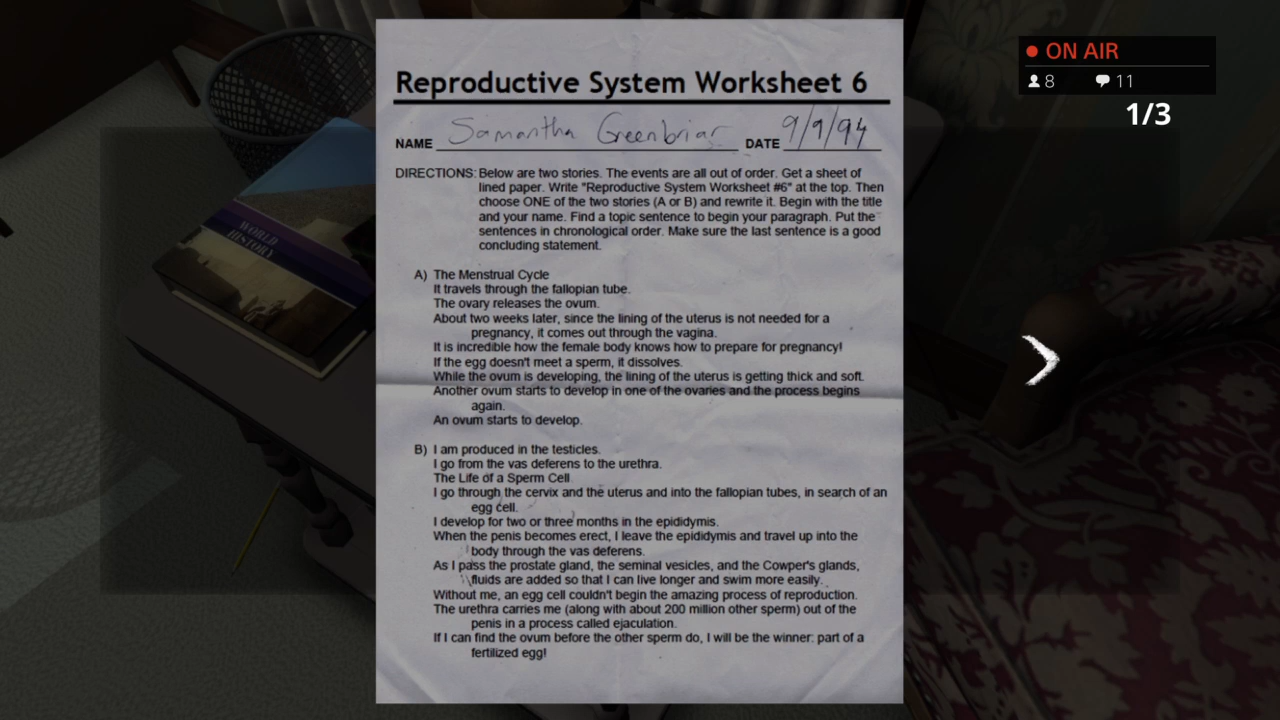 ON AIR
8 11
1/3
Reproductive System Worksheet 6
NAME Samantha Greenbriar DATE 9/9/94
DIRECTIONS: Below are two stories. The events are all out of order. Get a sheet of
lined paper. Write "Reproductive System Worksheet #6" at the top. Then
choose ONE of the two stories (A or B) and rewrite it. Begin with the title
and your name. Find a topic sentence to begin your paragraph. Put the
sentences in chronological order. Make sure the last sentence is a good
concluding statement.
A) The Menstrual Cycle
It travels through the fallopian tube.
The ovary releases the ovum.
About two weeks later, since the lining of the uterus is not needed for a
pregnancy, it comes out through the vagina.
It is incredible how the female body knows how to prepare for pregnancy!
If the egg doesn't meet a sperm, it dissolves.
While the ovum is developing, the lining of the uterus is getting thick and soft.
Another ovum starts to develop in one of the ovaries and the process begins
again.
An ovum starts to develop.
B) I am produced in the testicles.
I go from the vas deferens to the urethra.
The Life of a Sperm Cell
I go through the cervix and the uterus and into the fallopian tubes, in search of an
egg cell.
I develop for two or three months in the epididymis.
When the penis becomes erect, I leave the epididymis and travel up into the
body through the vas deferens.
As I pass the prostate gland, the seminal vesicles, and the Cowper's glands,
fluids are added so that I can live longer and swim more easily.
Without me, an egg cell couldn't begin the amazing process of reproduction.
The urethra carries me (along with about 200 million other sperm) out of the
penis in a process called ejaculation.
If I can find the ovum before the other sperm do, I will be the winner: part of a
fertilized egg!
WORLD
HISTORY